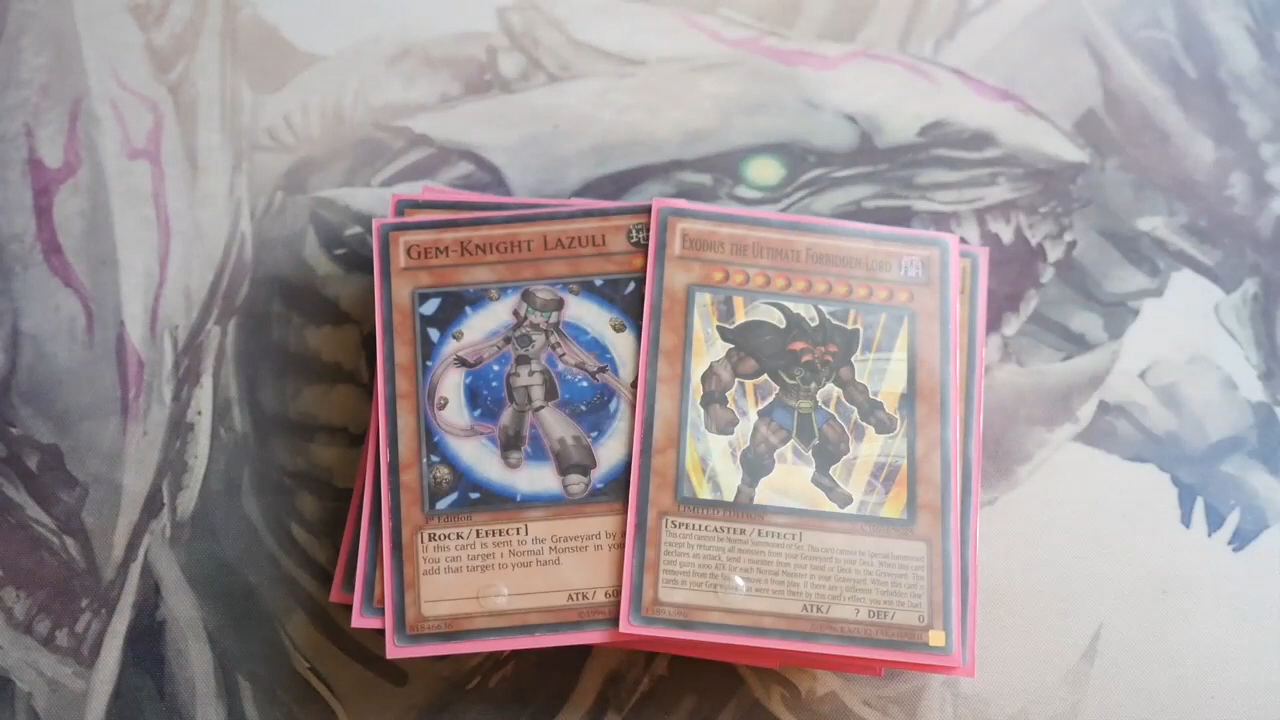 GEM-KNIGHT LAZULI
1st Edition
[ROCK/EFFECT]
If this card is sent to the Graveyard by
You can target 1 Normal Monster in you
add that target to your hand.
ATK/ 60
©1996
81846636
EXODIUS THE ULTIMATE FORBIDDEN LORD
LIMITED EDITION
[SPELLCASTER/EFFECT]
This card cannot be Normal Summoned or Set. This card cannot be Special Summoned
except by returning all monsters from your Graveyard to your Deck. When this card
declares an attack, send 1 monster from your hand or Deck to the Graveyard. This
card gains 1000 ATK for each Normal Monster in your Graveyard. When this card is
removed from the field, remove it from play. If there are 5 different "Forbidden One"
cards in your Graveyard that were sent there by this card's effect, you win the Duel.
ATK/ ? DEF/ 0
13893596
©1996 KAZUKI TAKAHASHI